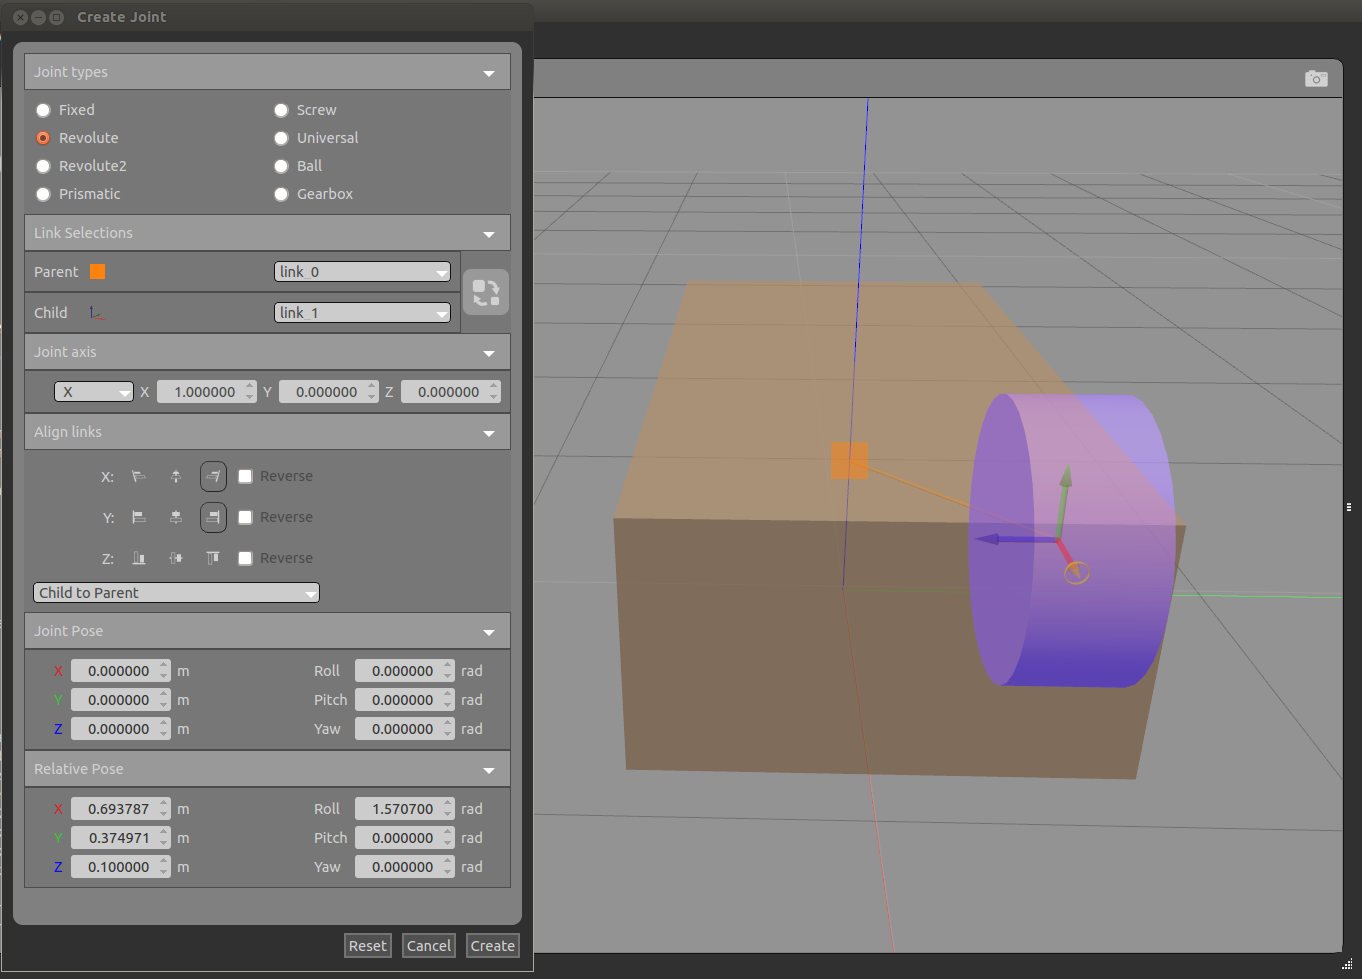 Create Joint
Joint types
Fixed Screw
Revolute Universal
Revolute2 Ball
Prismatic Gearbox
Link Selections
Parent link_0
Child link_1
Joint axis
X X 1.000000 Y 0.000000 Z 0.000000
Align links
X: Reverse
Y: Reverse
Z: Reverse
Child to Parent
Joint Pose
X 0.000000 m Roll 0.000000 rad
Y 0.000000 m Pitch 0.000000 rad
Z 0.000000 m Yaw 0.000000 rad
Relative Pose
X 0.693787 m Roll 1.570700 rad
Y 0.374971 m Pitch 0.000000 rad
Z 0.100000 m Yaw 0.000000 rad
Reset Cancel Create